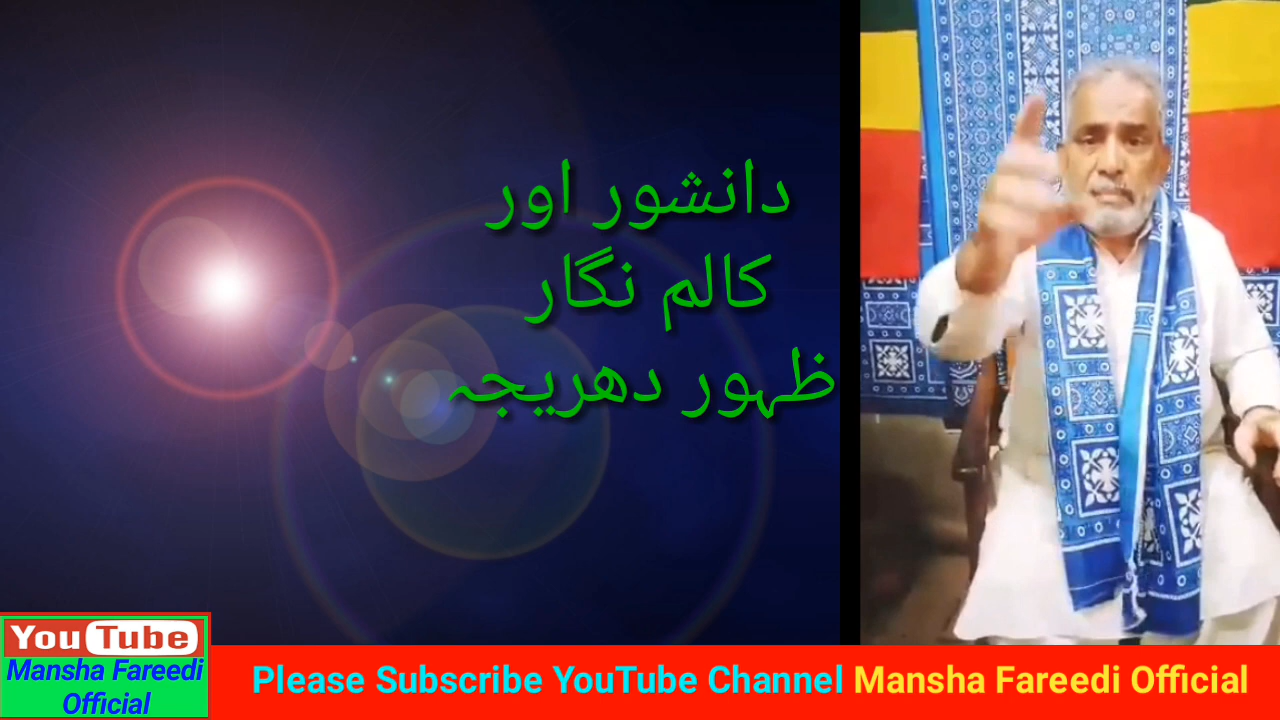 دانشور اور
کالم نگار
ظہور دھریجہ
YouTube
Mansha Fareedi
Official
Please Subscribe YouTube Channel Mansha Fareedi Official